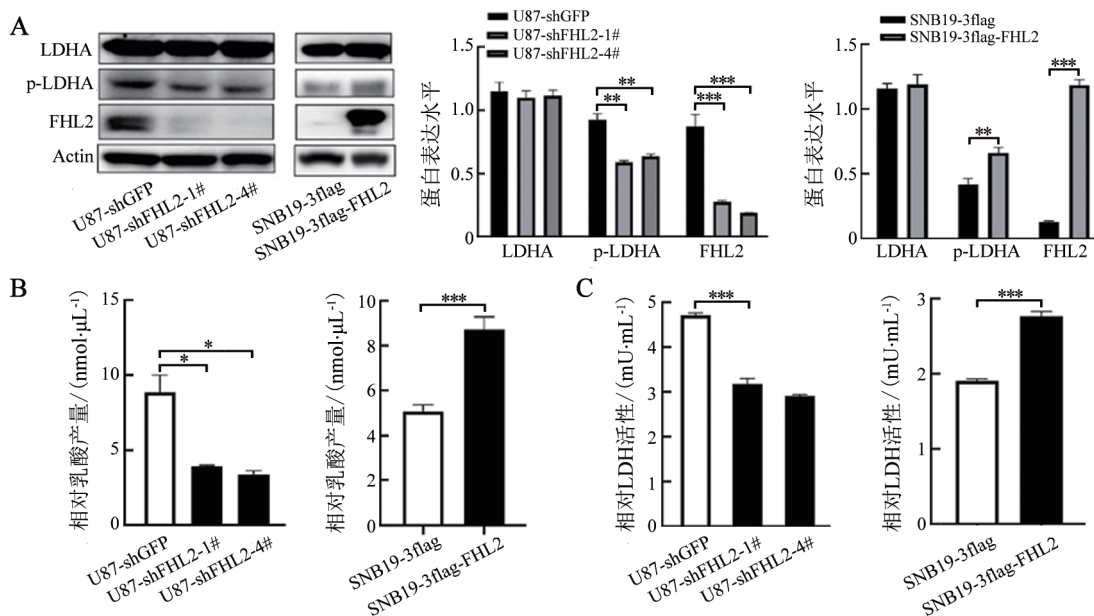 A
LDHA
p-LDHA
FHL2
Actin
U87-shGFP
U87-shFHL2-1#
U87-shFHL2-4#
SNB19-3flag
SNB19-3flag-FHL2
U87-shGFP
U87-shFHL2-1#
U87-shFHL2-4#
蛋白表达水平
1.5
1.0
0.5
0
** **
*** ***
LDHA p-LDHA FHL2
SNB19-3flag
SNB19-3flag-FHL2
蛋白表达水平
1.5
1.0
0.5
0
**
***
LDHA p-LDHA FHL2
B
相对乳酸产量/(nmol·μL⁻¹)
15
10
5
0
*
*
U87-shGFP
U87-shFHL2-1#
U87-shFHL2-4#
相对乳酸产量/(nmol·μL⁻¹)
10
8
6
4
2
0
***
SNB19-3flag
SNB19-3flag-FHL2
C
相对LDH活性/(mU·mL⁻¹)
5
4
3
2
1
0
***
U87-shGFP
U87-shFHL2-1#
U87-shFHL2-4#
相对LDH活性/(mU·mL⁻¹)
3
2
1
0
***
SNB19-3flag
SNB19-3flag-FHL2